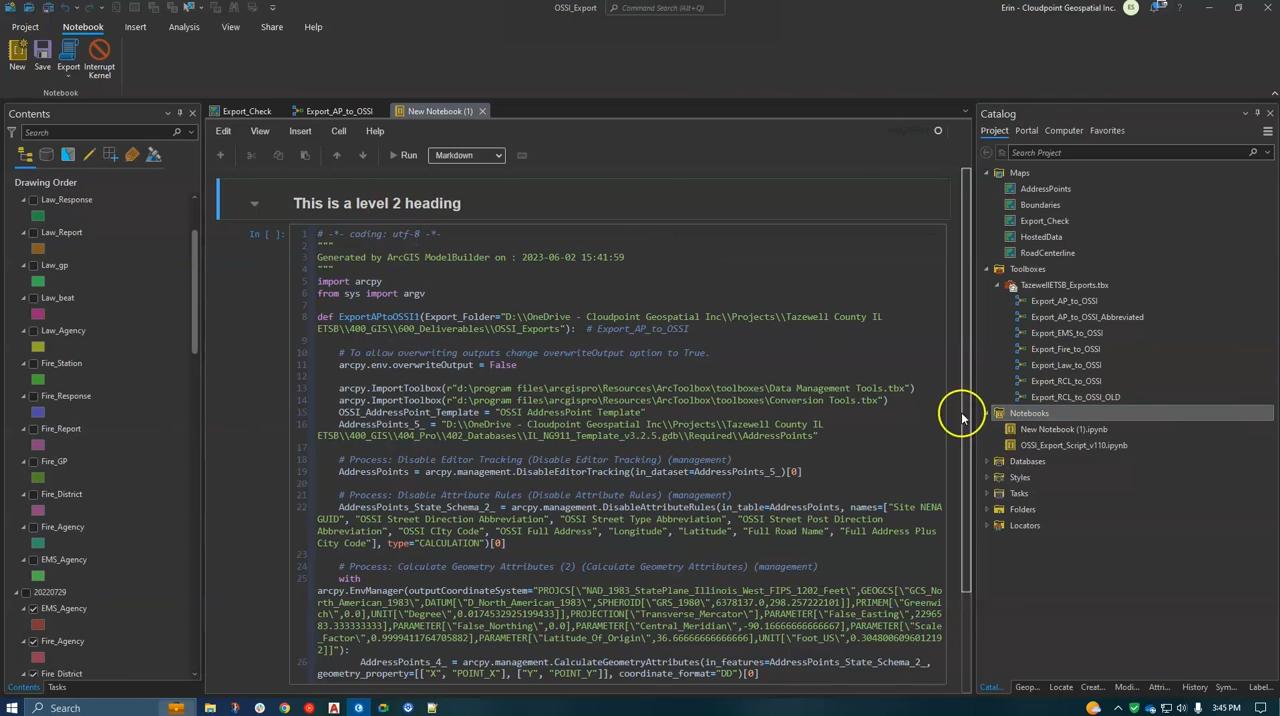 OSSI_Export
Command Search (Alt+Q)
Erin - Cloudpoint Geospatial Inc.
ES
Project
Notebook
Insert
Analysis
View
Share
Help
New
Save
Export
Interrupt
Kernel
Notebook
Contents
Search
Drawing Order
Law_Response
Law_Report
Law_gp
Law_beat
Law_Agency
Fire_Station
Fire_Response
Fire_Report
Fire_GP
Fire_District
Fire_Agency
EMS_Agency
20220729
EMS_Agency
Fire_Agency
Fire District
Contents
Tasks
Export_Check
Export_AP_to_OSSI
New Notebook (1)
Edit
View
Insert
Cell
Help
Run
Markdown
This is a level 2 heading
In [ ]:
1 # -*- coding: utf-8 -*-
2 """
3 Generated by ArcGIS ModelBuilder on : 2023-06-02 15:41:59
4 """
5 import arcpy
6 from sys import argv
7
8 def ExportAPtoOSSI1(Export_Folder="D:\\OneDrive - Cloudpoint Geospatial Inc\\Projects\\Tazewell County IL
ETSB\\400_GIS\\600_Deliverables\\OSSI_Exports"):  # Export_AP_to_OSSI
9
10 # To allow overwriting outputs change overwriteOutput option to True.
11 arcpy.env.overwriteOutput = False
12
13 arcpy.ImportToolbox(r"d:\program files\arcgispro\Resources\ArcToolbox\toolboxes\Data Management Tools.tbx")
14 arcpy.ImportToolbox(r"d:\program files\arcgispro\Resources\ArcToolbox\toolboxes\Conversion Tools.tbx")
15 OSSI_AddressPoint_Template = "OSSI AddressPoint Template"
16 AddressPoints_5_ = "D:\\OneDrive - Cloudpoint Geospatial Inc\\Projects\\Tazewell County IL
ETSB\\400_GIS\\404_Pro\\402_Databases\\IL_NG911_Template_v3.2.5.gdb\\Required\\AddressPoints"
17
18 # Process: Disable Editor Tracking (Disable Editor Tracking) (management)
19 AddressPoints = arcpy.management.DisableEditorTracking(in_dataset=AddressPoints_5_)[0]
20
21 # Process: Disable Attribute Rules (Disable Attribute Rules) (management)
22 AddressPoints_State_Schema_2_ = arcpy.management.DisableAttributeRules(in_table=AddressPoints, names=["Site NENA
GUID", "OSSI Street Direction Abbreviation", "OSSI Street Type Abbreviation", "OSSI Street Post Direction
Abbreviation", "OSSI CIty Code", "OSSI Full Address", "Longitude", "Latitude", "Full Road Name", "Full Address Plus
City Code"], type="CALCULATION")[0]
23
24 # Process: Calculate Geometry Attributes (2) (Calculate Geometry Attributes) (management)
25 with
arcpy.EnvManager(outputCoordinateSystem="PROJCS[\"NAD_1983_StatePlane_Illinois_West_FIPS_1202_Feet\",GEOGCS[\"GCS_No
rth_American_1983\",DATUM[\"D_North_American_1983\",SPHEROID[\"GRS_1980\",6378137.0,298.257222101]],PRIMEM[\"Greenwi
ch\",0.0],UNIT[\"Degree\",0.0174532925199433]],PROJECTION[\"Transverse_Mercator\"],PARAMETER[\"False_Easting\",22965
83.333333333],PARAMETER[\"False_Northing\",0.0],PARAMETER[\"Central_Meridian\",-90.16666666666667],PARAMETER[\"Scale
_Factor\",0.9999411764705882],PARAMETER[\"Latitude_Of_Origin\",36.66666666666666],UNIT[\"Foot_US\",0.304800609601219
2]]"):
26 AddressPoints_4_ = arcpy.management.CalculateGeometryAttributes(in_features=AddressPoints_State_Schema_2_,
geometry_property=[["X", "POINT_X"], ["Y", "POINT_Y"]], coordinate_format="DD")[0]
Catalog
Project
Portal
Computer
Favorites
Search Project
Maps
AddressPoints
Boundaries
Export_Check
HostedData
RoadCenterline
Toolboxes
TazewellETSB_Exports.tbx
Export_AP_to_OSSI
Export_AP_to_OSSI_Abbreviated
Export_EMS_to_OSSI
Export_Fire_to_OSSI
Export_Law_to_OSSI
Export_RCL_to_OSSI
Export_RCL_to_OSSI_OLD
Notebooks
New Notebook (1).ipynb
OSSI_Export_Script_v110.ipynb
Databases
Styles
Tasks
Folders
Locators
Catal...
Geop...
Locate
Creat...
Modi...
Attri...
History
Sym...
Label...
Search
3:45 PM